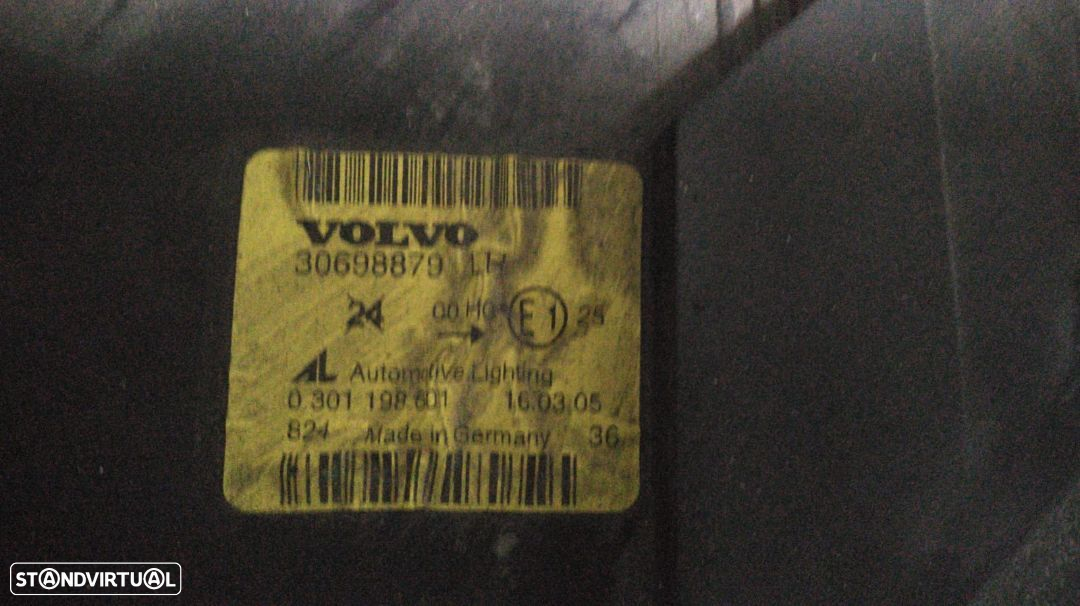 VOLVO
30698879 LH
24 00 HG E1 25
AL Automotive Lighting
0 301 198 601 16.03.05
824 Made in Germany 36
STANDVIRTUAL